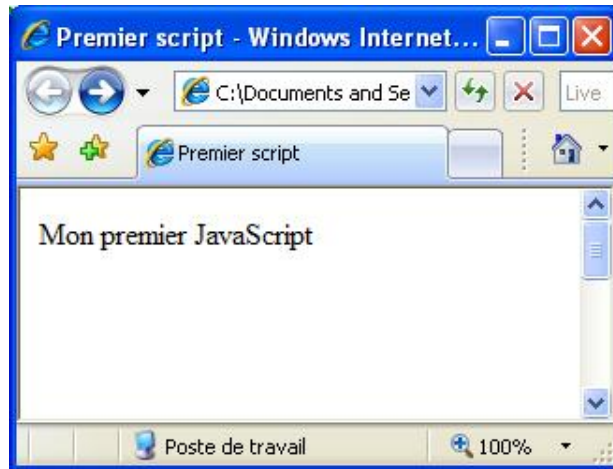 Premier script - Windows Internet...
C:\Documents and Se
Live
Premier script
Mon premier JavaScript
Poste de travail
100%